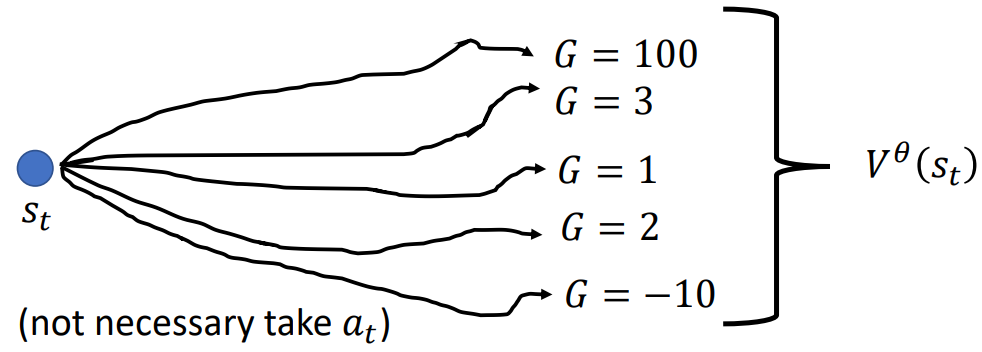 G = 100
G = 3
G = 1
V^θ(s_t)
s_t
G = 2
G = −10
(not necessary take a_t)